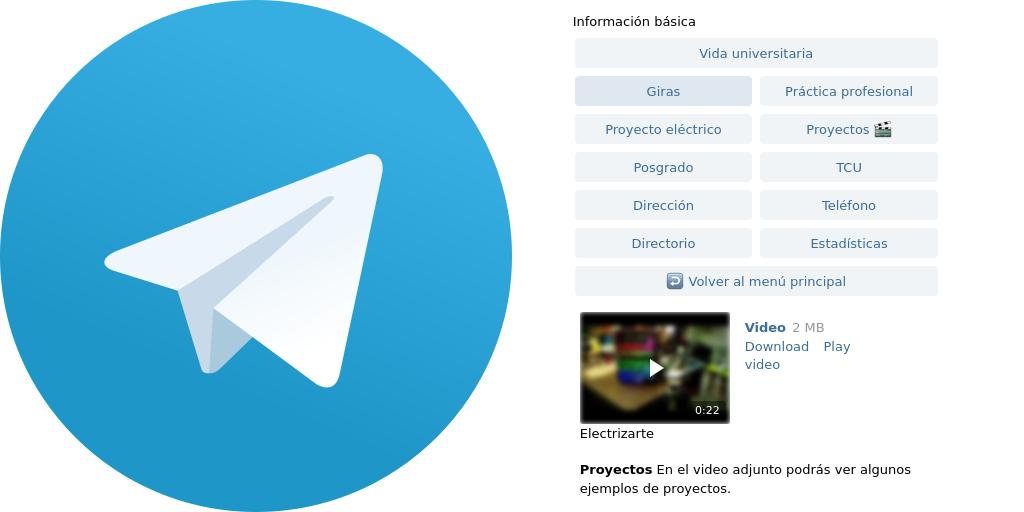 Información básica
Vida universitaria
Giras Práctica profesional
Proyecto eléctrico Proyectos 🎬
Posgrado TCU
Dirección Teléfono
Directorio Estadísticas
↩️ Volver al menú principal
Video 2 MB
Download Play
video
0:22
Electrizarte
Proyectos En el video adjunto podrás ver algunos
ejemplos de proyectos.